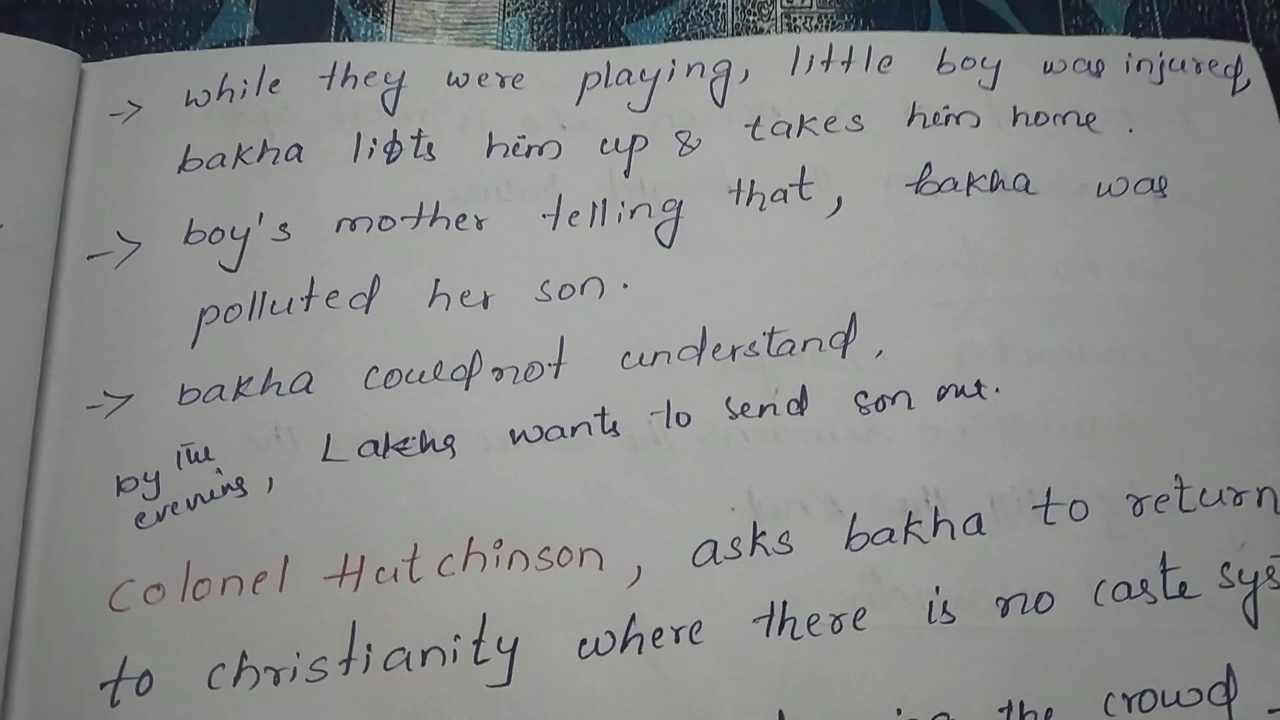 -> while they were playing, little boy was injured,
bakha lifts him up & takes him home.
-> boy's mother telling that, bakha was
polluted her son.
-> bakha could not understand.
by the evening, Lakha wants to send son out.
Colonel Hutchinson, asks bakha to return
to christianity where there is no caste sys
the crowd